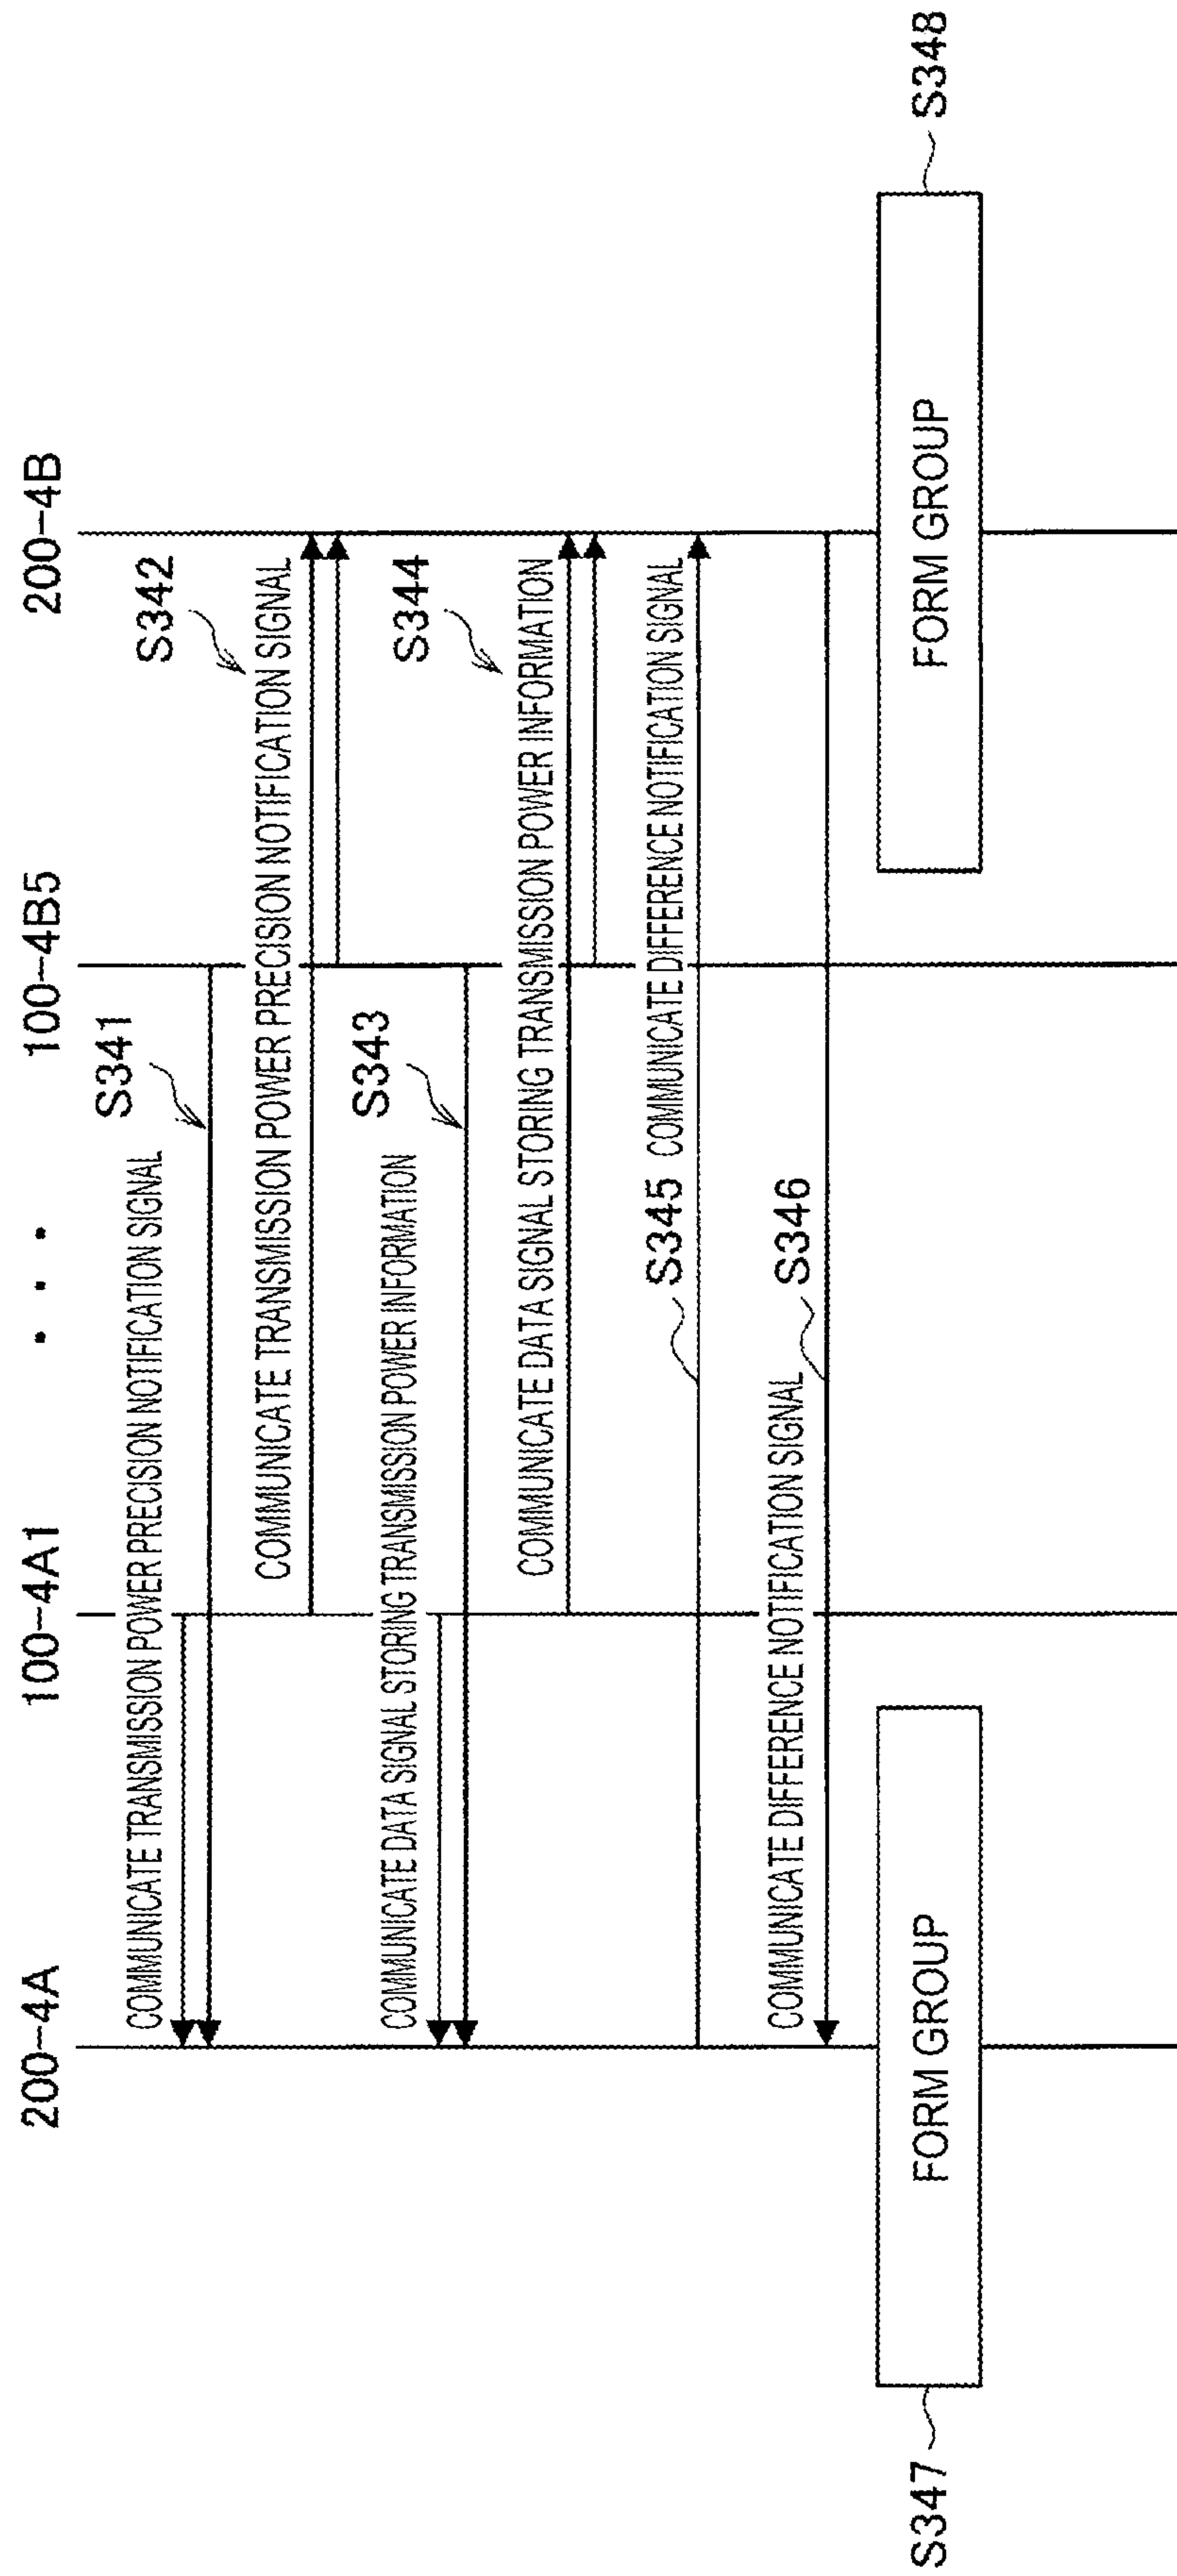 200-4A
100-4A1
. . .
100-4B5
200-4B
COMMUNICATE TRANSMISSION POWER PRECISION NOTIFICATION SIGNAL
S341
COMMUNICATE TRANSMISSION POWER PRECISION NOTIFICATION SIGNAL
S342
COMMUNICATE DATA SIGNAL STORING TRANSMISSION POWER INFORMATION
S343
COMMUNICATE DATA SIGNAL STORING TRANSMISSION POWER INFORMATION
S344
S345
COMMUNICATE DIFFERENCE NOTIFICATION SIGNAL
COMMUNICATE DIFFERENCE NOTIFICATION SIGNAL
S346
S347
FORM GROUP
FORM GROUP
S348